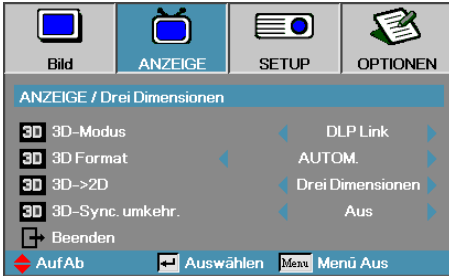 Bild ANZEIGE SETUP OPTIONEN
ANZEIGE / Drei Dimensionen
3D 3D-Modus DLP Link
3D 3D Format AUTOM.
3D 3D->2D Drei Dimensionen
3D 3D-Sync. umkehr. Aus
Beenden
AufAb Auswählen Menu Menü Aus